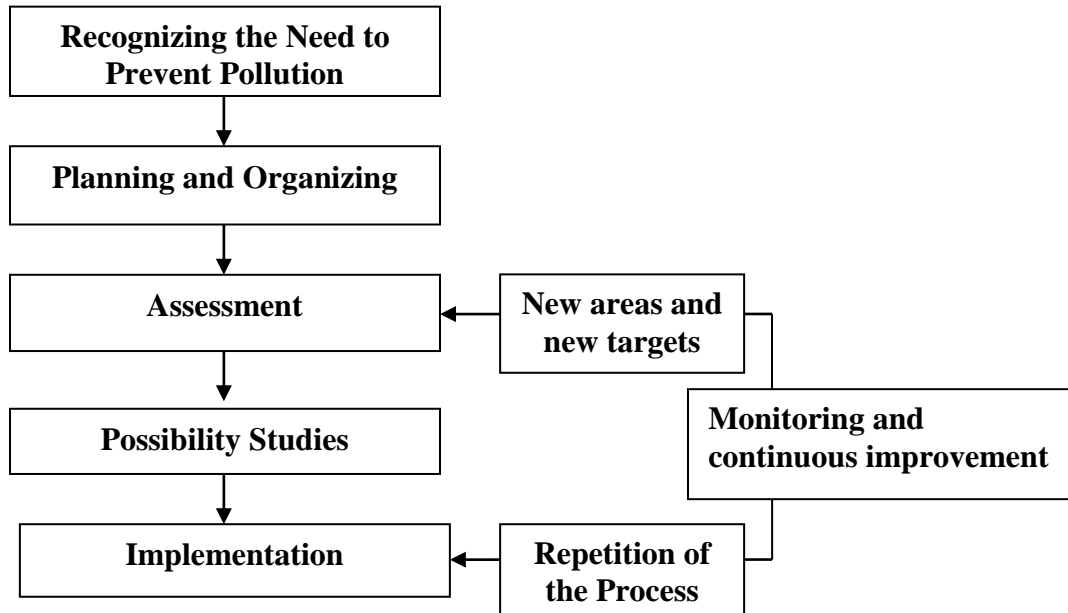 Recognizing the Need to
Prevent Pollution
Planning and Organizing
Assessment
New areas and
new targets
Possibility Studies
Monitoring and
continuous improvement
Implementation
Repetition of
the Process